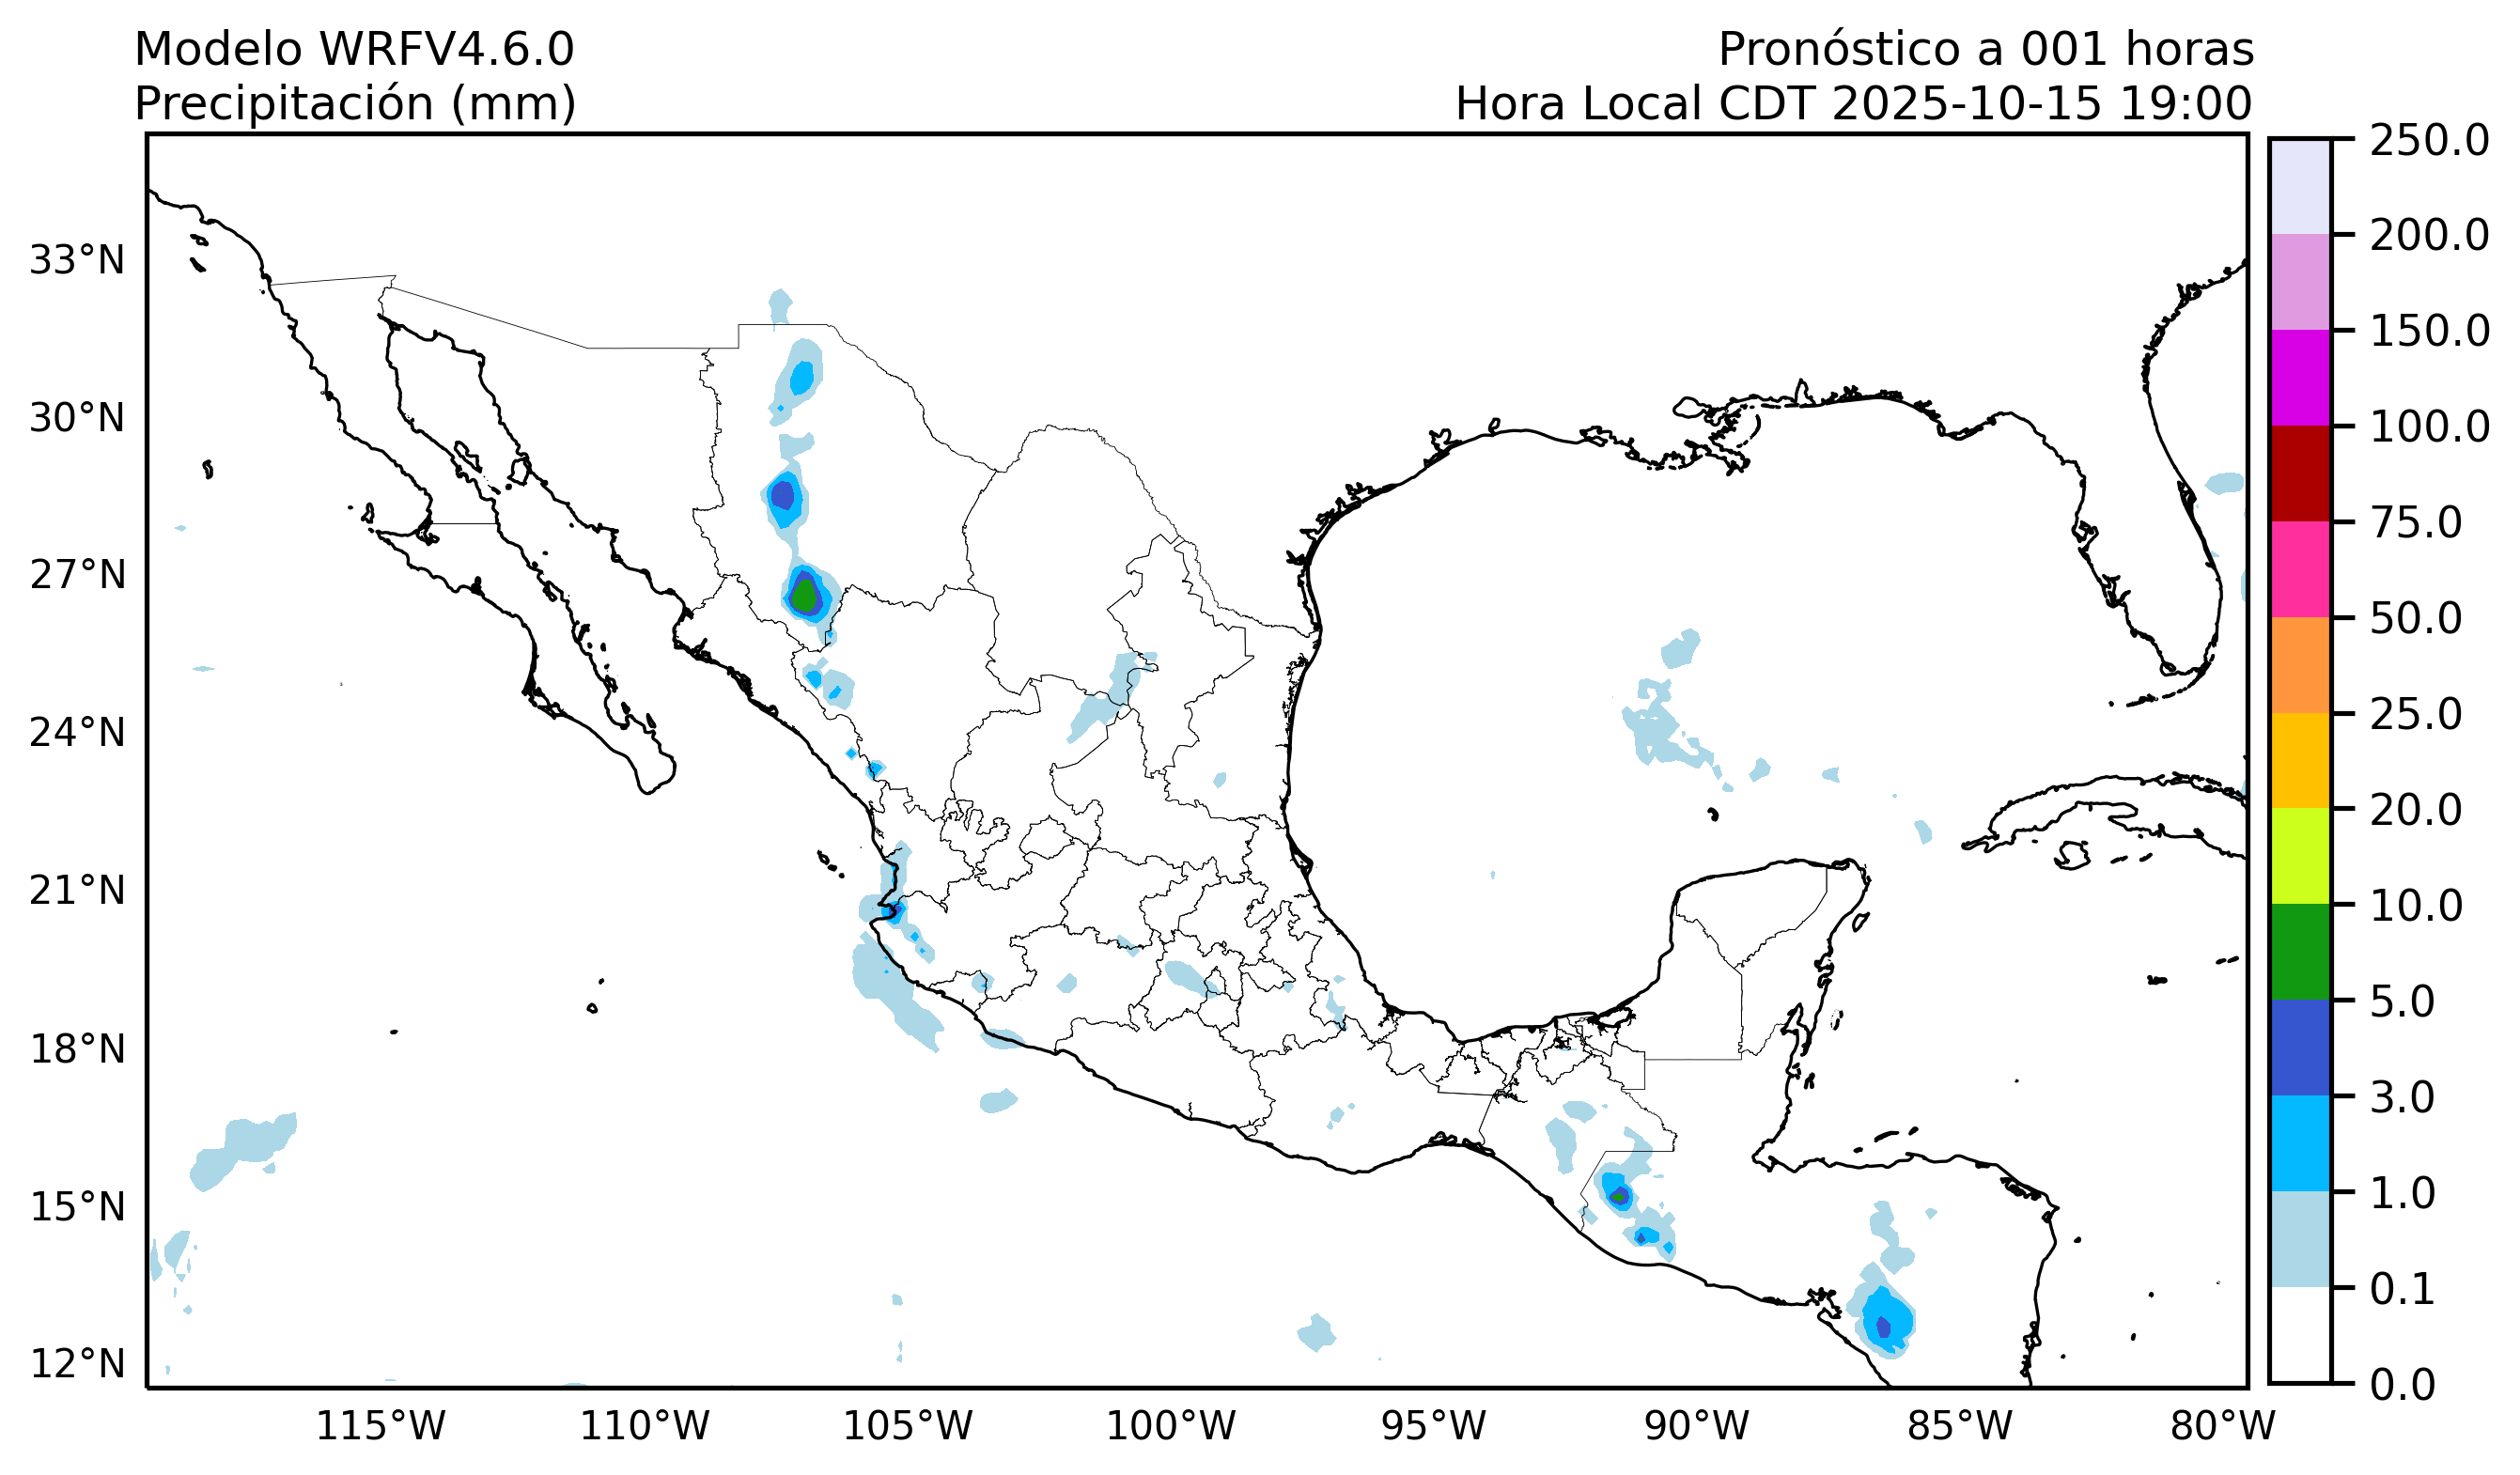 Modelo WRFV4.6.0
Precipitación (mm)
Pronóstico a 001 horas
Hora Local CDT 2025-10-15 19:00
33°N
30°N
27°N
24°N
21°N
18°N
15°N
12°N
115°W
110°W
105°W
100°W
95°W
90°W
85°W
80°W
250.0
200.0
150.0
100.0
75.0
50.0
25.0
20.0
10.0
5.0
3.0
1.0
0.1
0.0